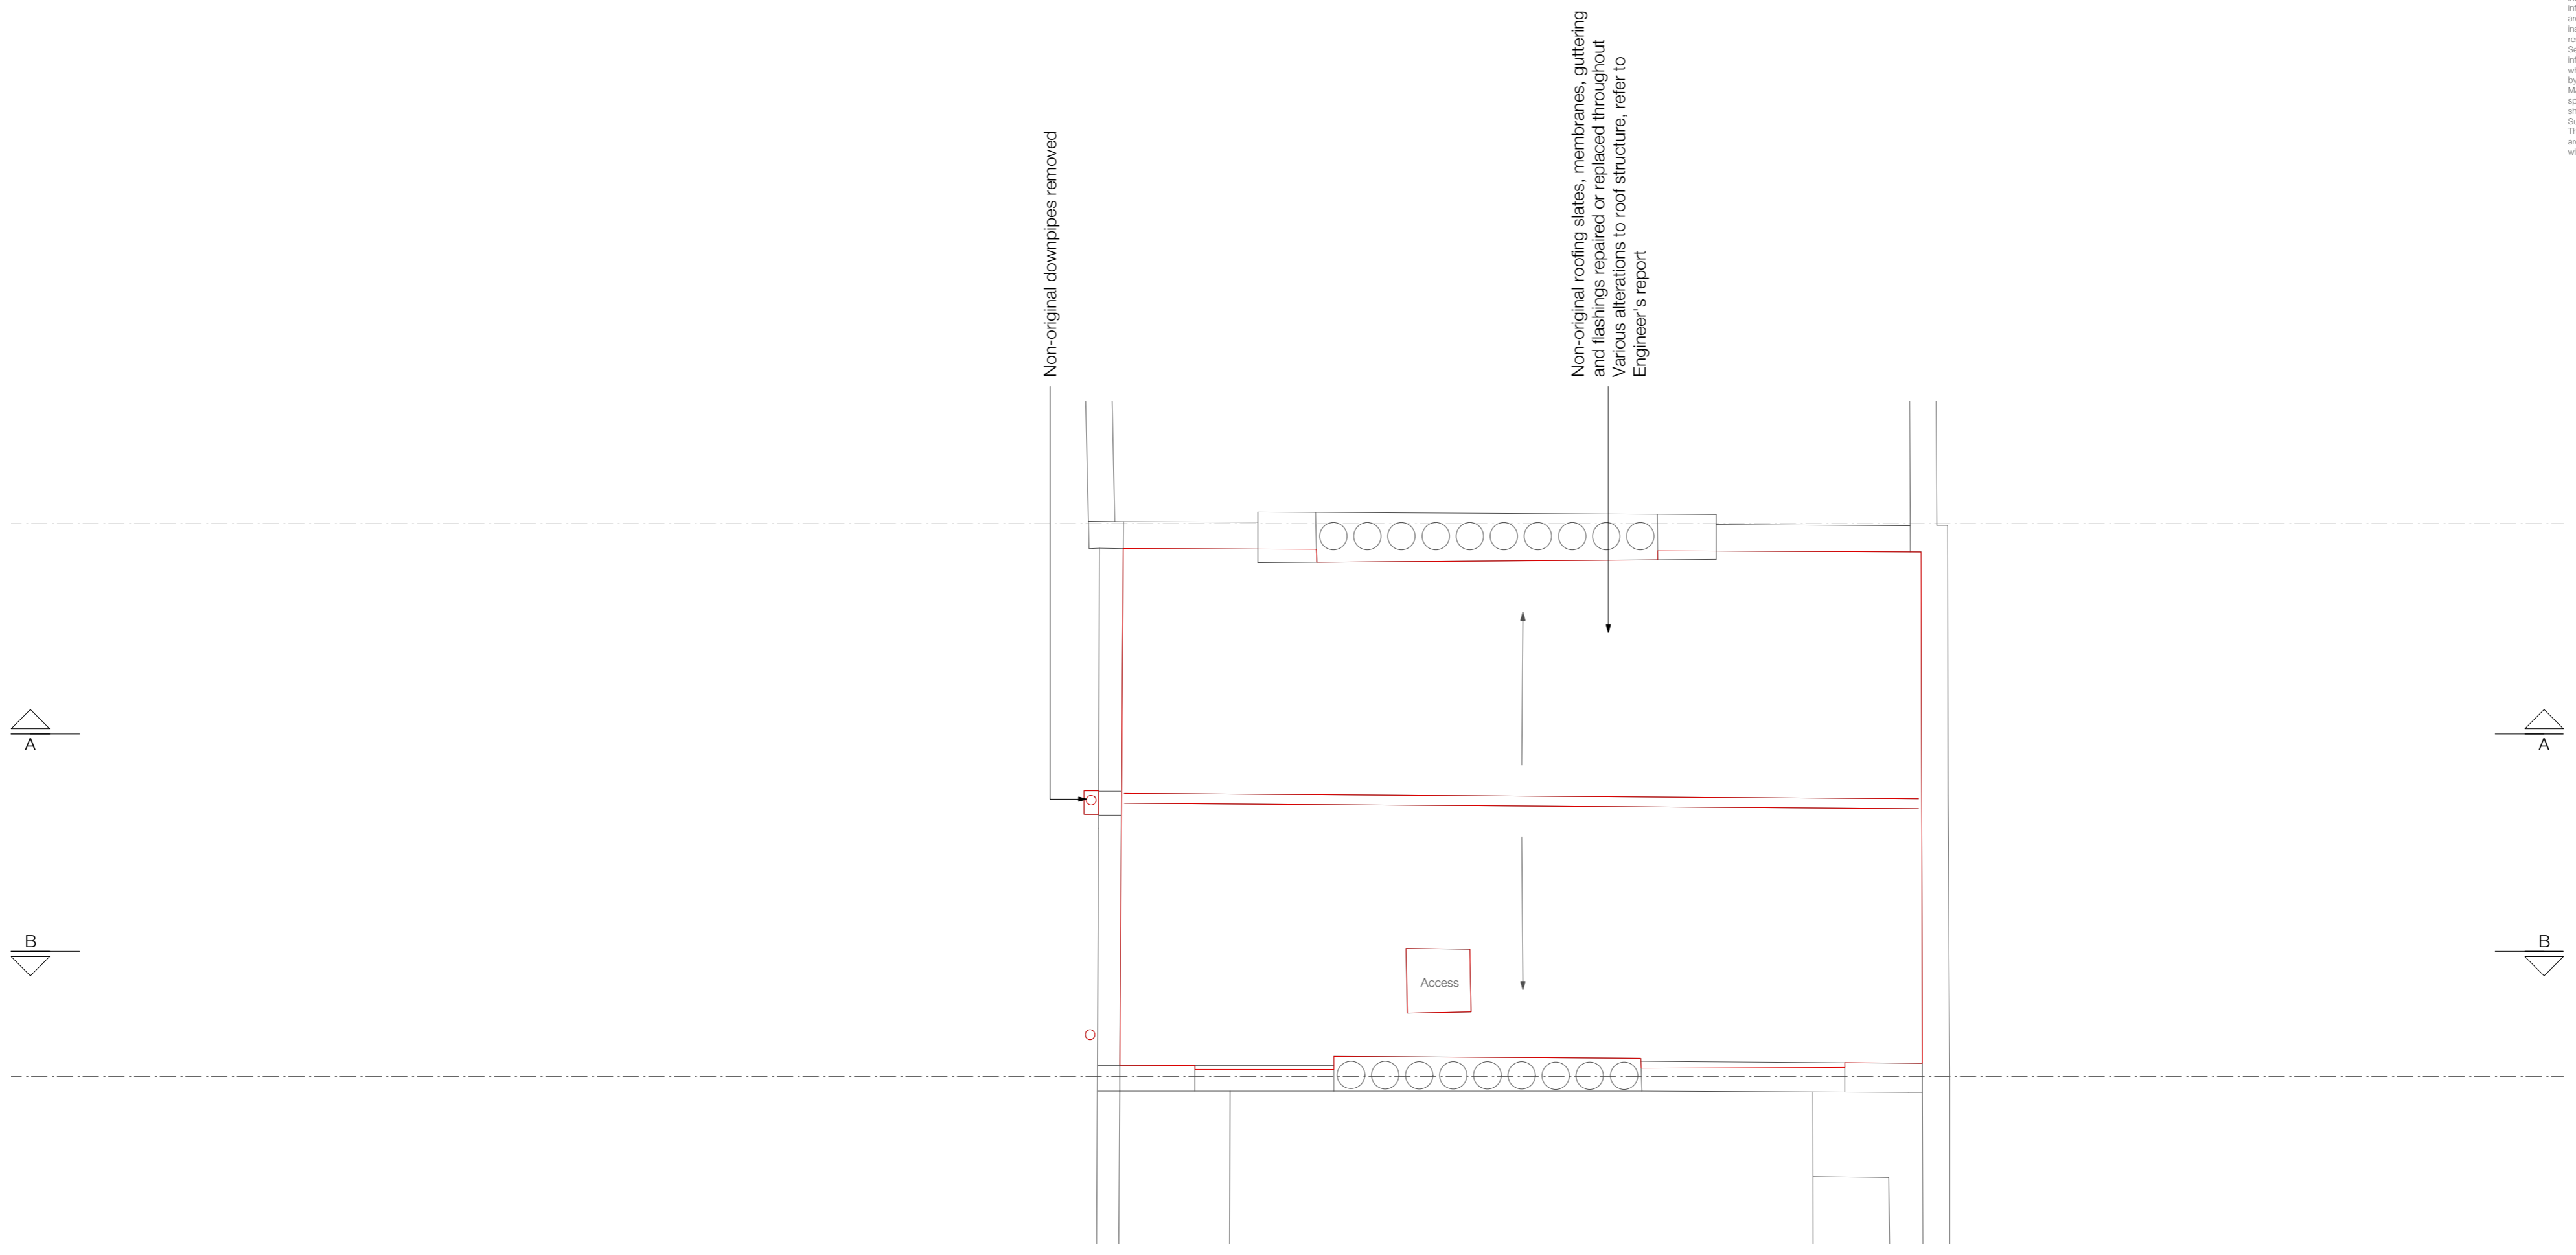 Non-original downpipes removed
Non-original roofing slates, membranes, guttering
and flashings repaired or replaced throughout
Various alterations to roof structure, refer to
Engineer's report
A
A
B
B
Access